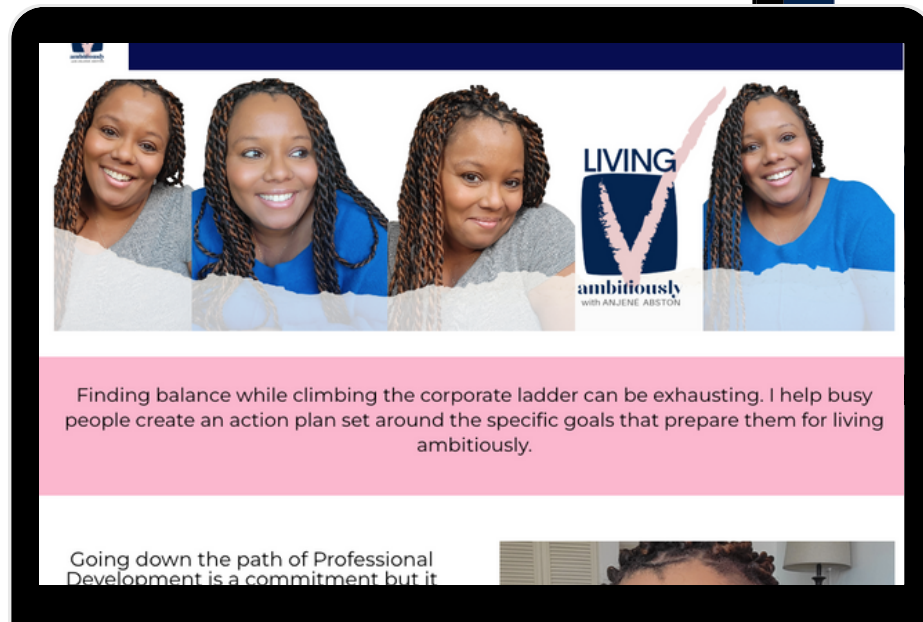 LIVING
ambitiously
with ANJENE ABSTON
Finding balance while climbing the corporate ladder can be exhausting. I help busy
people create an action plan set around the specific goals that prepare them for living
ambitiously.
Going down the path of Professional
Development is a commitment but it